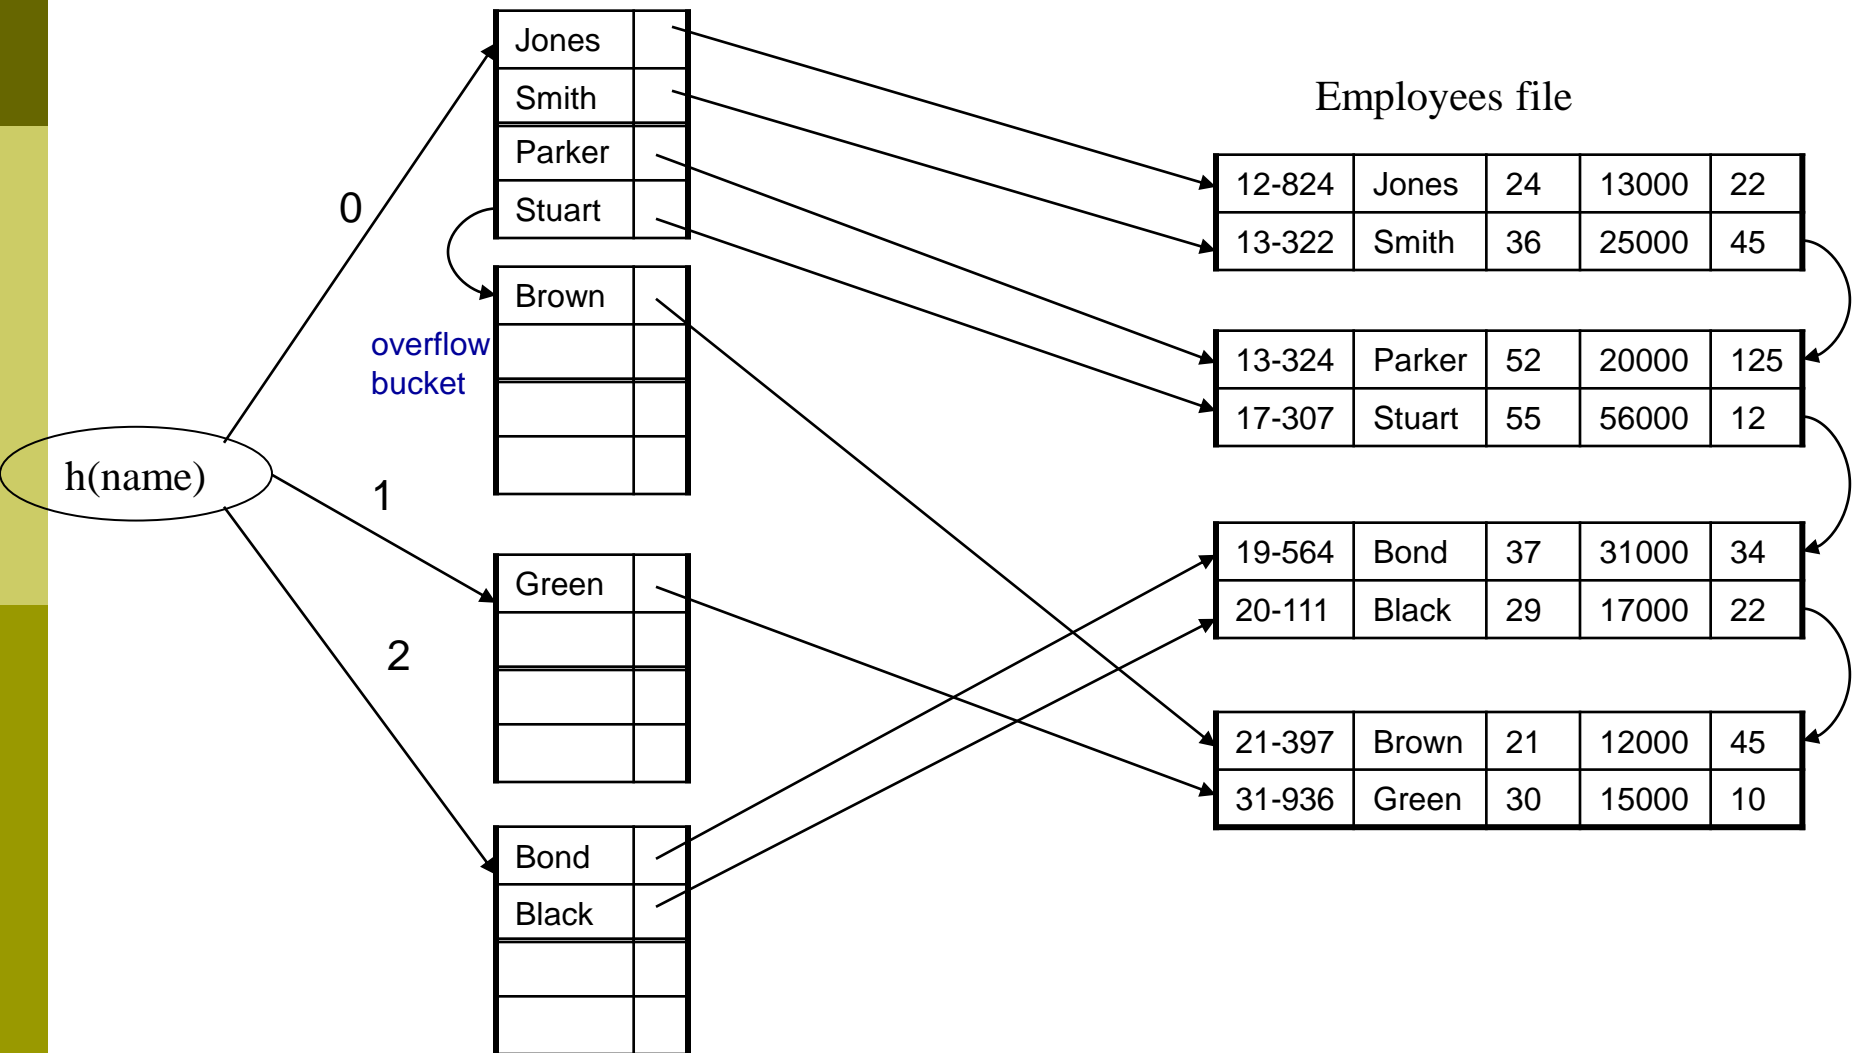 h(name)
0
1
2
Jones
Smith
Parker
Stuart
overflow
bucket
Brown
Green
Bond
Black
Employees file
12-824 Jones 24 13000 22
13-322 Smith 36 25000 45
13-324 Parker 52 20000 125
17-307 Stuart 55 56000 12
19-564 Bond 37 31000 34
20-111 Black 29 17000 22
21-397 Brown 21 12000 45
31-936 Green 30 15000 10